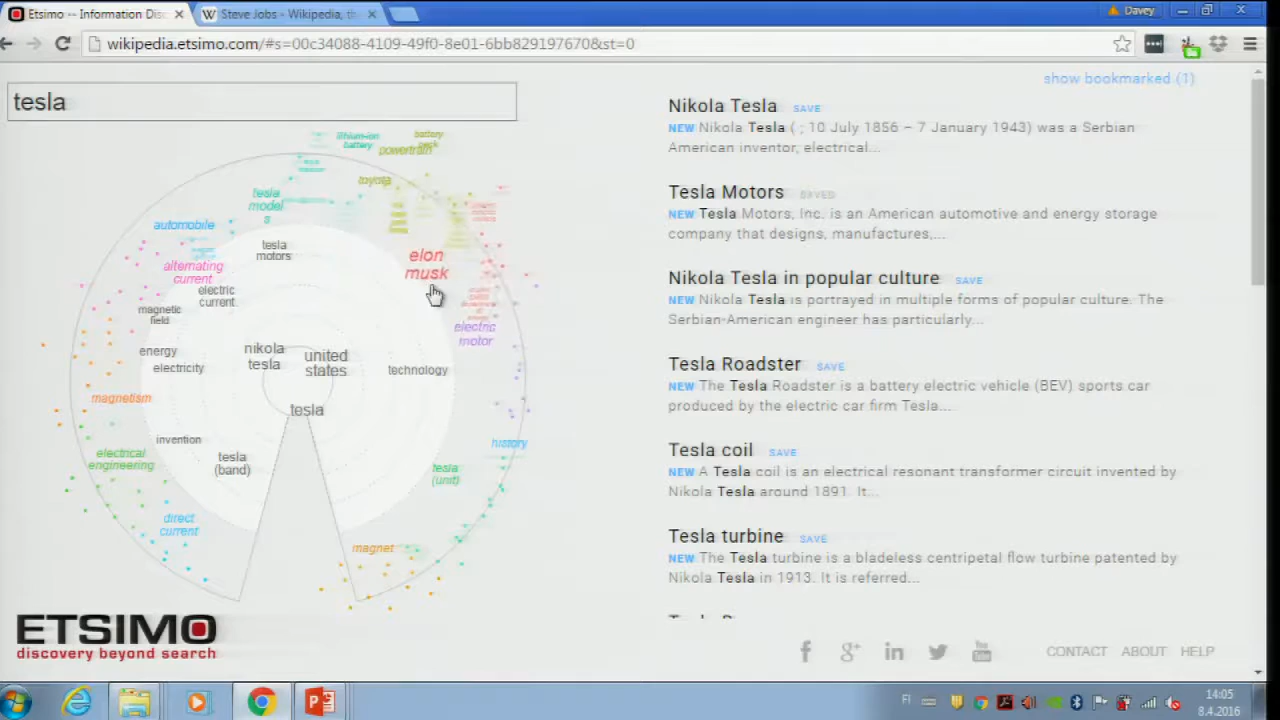 Etsimo -- Information Dis
Steve Jobs - Wikipedia, th
Davey
wikipedia.etsimo.com/#s=00c34088-4109-49f0-8e01-6bb829197670&st=0
show bookmarked (1)
tesla
lithium-ion
battery
battery
pack
powertrain
toyota
tesla
model
s
automobile
tesla
motors
elon
musk
alternating
current
electric
current
magnetic
field
electric
motor
energy
electricity
nikola
tesla
united
states
technology
magnetism
tesla
invention
tesla
(band)
history
electrical
engineering
tesla
(unit)
direct
current
magnet
Nikola Tesla SAVE
NEW Nikola Tesla ( ; 10 July 1856 – 7 January 1943) was a Serbian
American inventor, electrical...
Tesla Motors SAVED
NEW Tesla Motors, Inc. is an American automotive and energy storage
company that designs, manufactures,...
Nikola Tesla in popular culture SAVE
NEW Nikola Tesla is portrayed in multiple forms of popular culture. The
Serbian-American engineer has particularly...
Tesla Roadster SAVE
NEW The Tesla Roadster is a battery electric vehicle (BEV) sports car
produced by the electric car firm Tesla...
Tesla coil SAVE
NEW A Tesla coil is an electrical resonant transformer circuit invented by
Nikola Tesla around 1891. It...
Tesla turbine SAVE
NEW The Tesla turbine is a bladeless centripetal flow turbine patented by
Nikola Tesla in 1913. It is referred...
ETSIMO
discovery beyond search
CONTACT ABOUT HELP
FI
14:05
8.4.2016